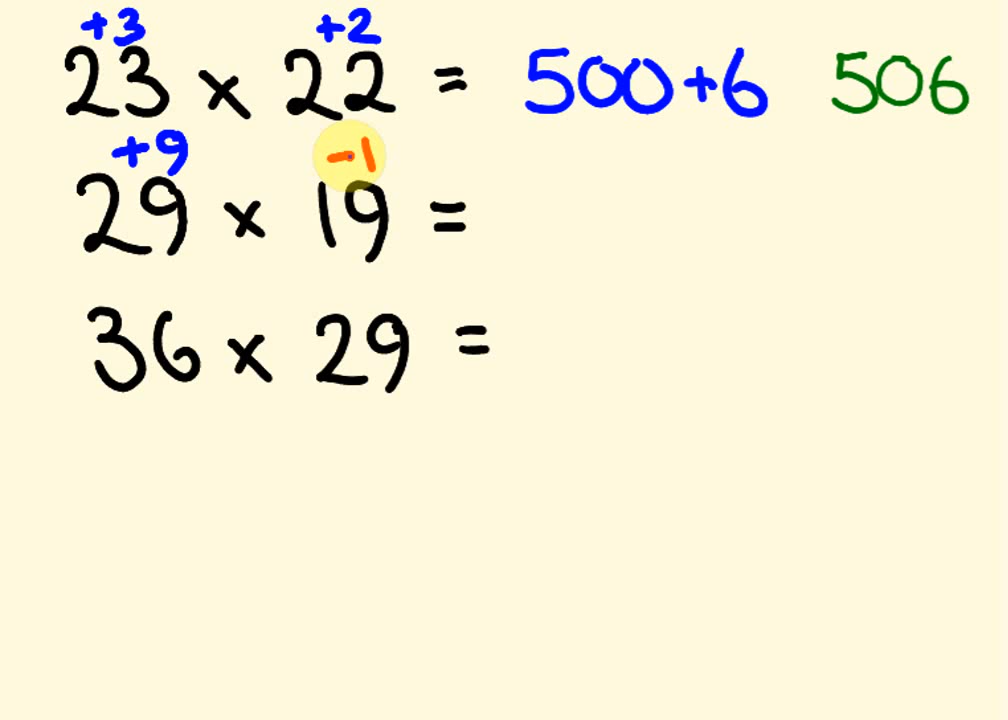 +3 +2
23 x 22 = 500+6 506
+9 -1
29 x 19 =
36 x 29 =